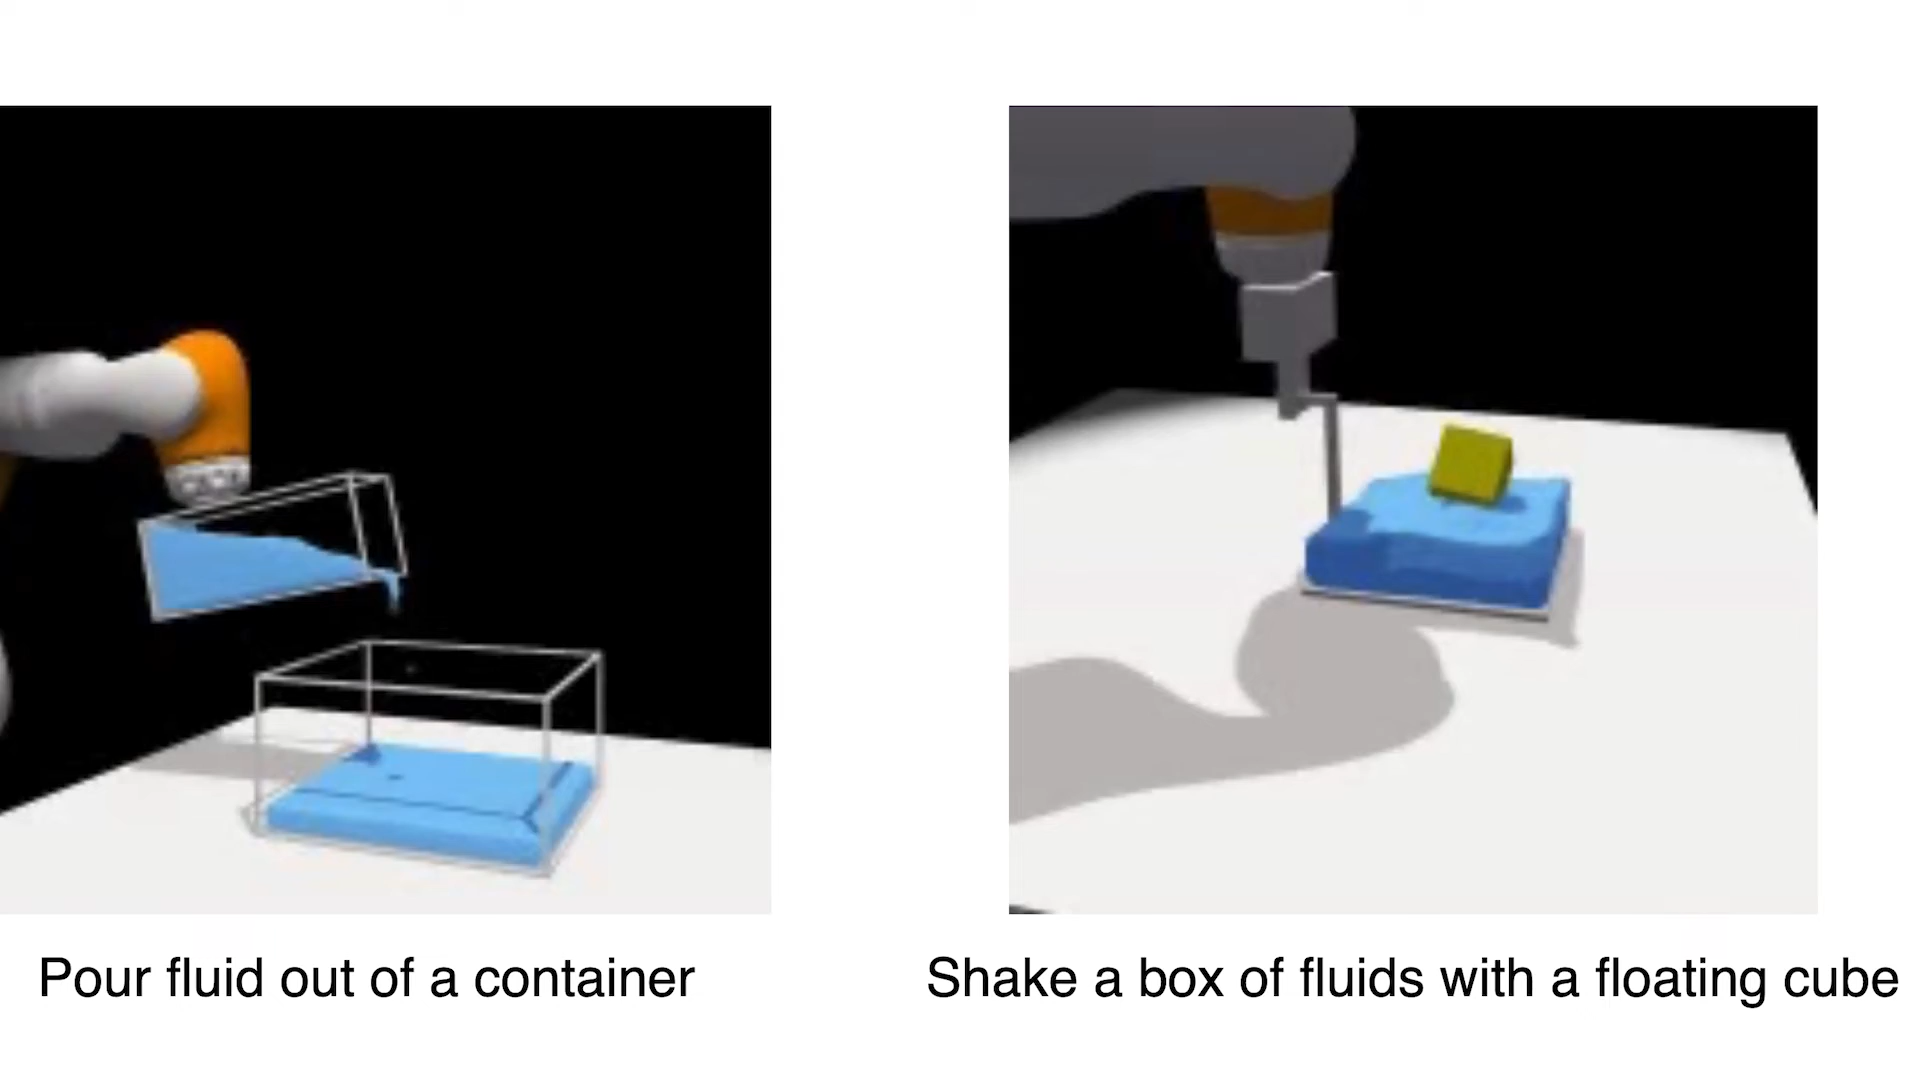 Pour fluid out of a container
Shake a box of fluids with a floating cube